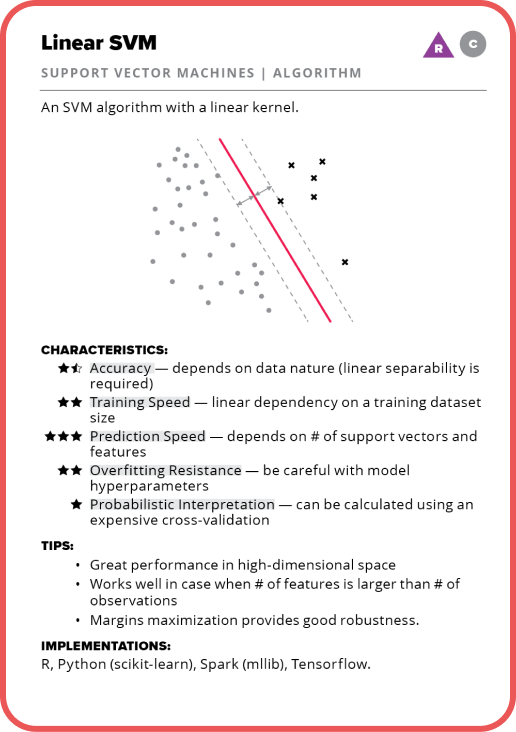 Linear SVM
R C
SUPPORT VECTOR MACHINES | ALGORITHM
An SVM algorithm with a linear kernel.
CHARACTERISTICS:
Accuracy — depends on data nature (linear separability is
required)
Training Speed — linear dependency on a training dataset
size
Prediction Speed — depends on # of support vectors and
features
Overfitting Resistance — be careful with model
hyperparameters
Probabilistic Interpretation — can be calculated using an
expensive cross-validation
TIPS:
• Great performance in high-dimensional space
• Works well in case when # of features is larger than # of
observations
• Margins maximization provides good robustness.
IMPLEMENTATIONS:
R, Python (scikit-learn), Spark (mllib), Tensorflow.